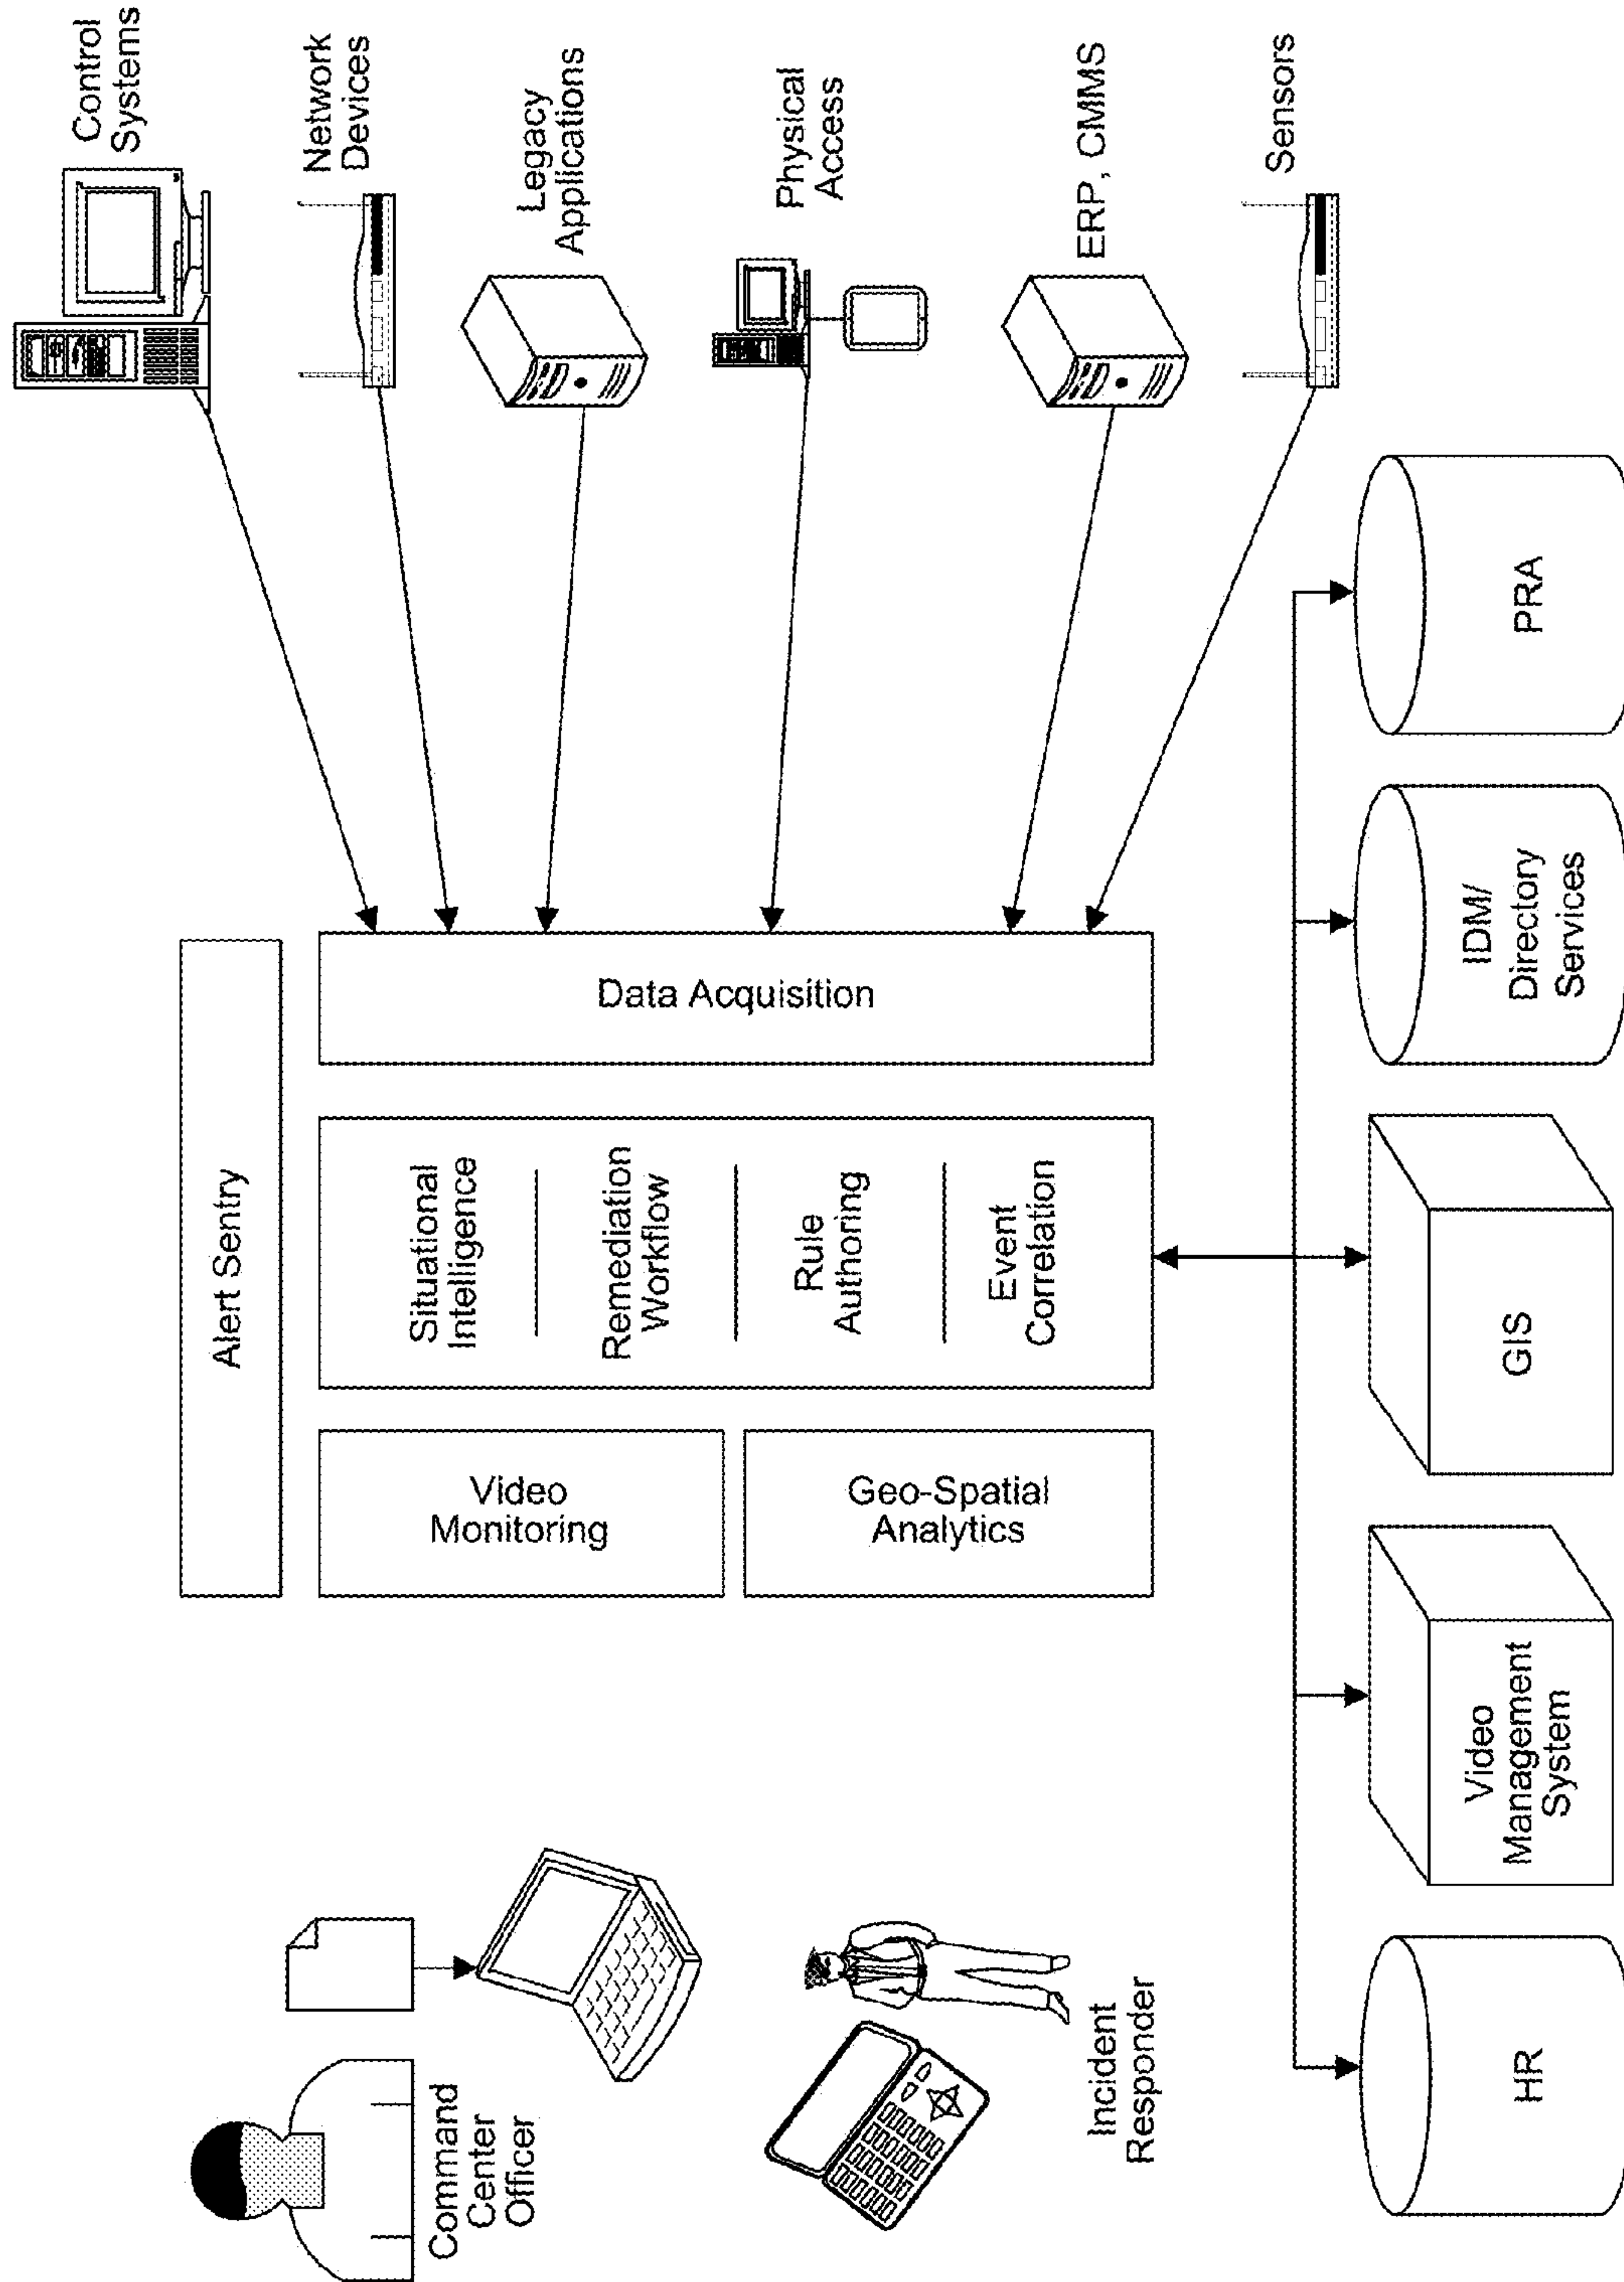 Alert Sentry
Command
Center
Officer
Incident
Responder
Video
Monitoring
Geo-Spatial
Analytics
Situational
Intelligence
Remediation
Workflow
Rule
Authoring
Event
Correlation
Data Acquisition
Control
Systems
Network
Devices
Legacy
Applications
Physical
Access
ERP, CMMS
Sensors
HR
Video
Management
System
GIS
IDM/
Directory
Services
PRA